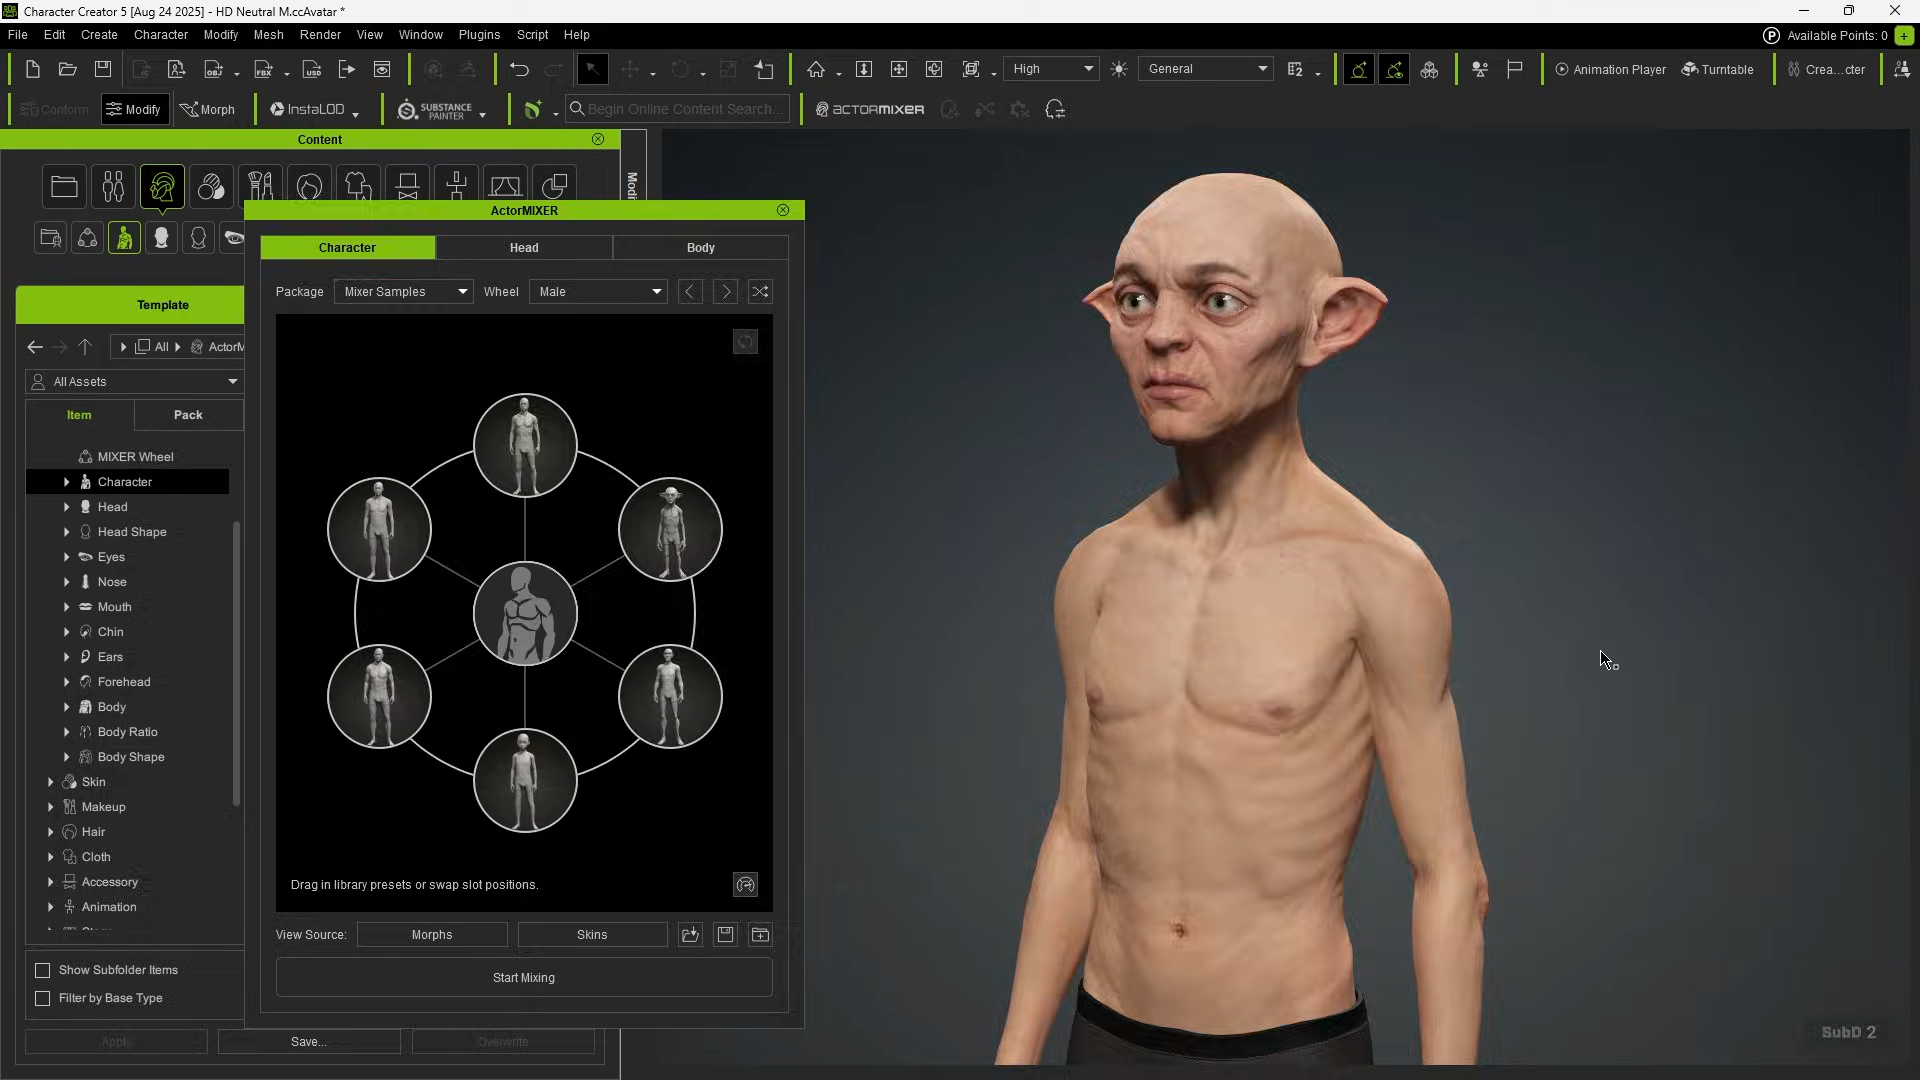 Character Creator 5 [Aug 24 2025] - HD Neutral M.ccAvatar *
File Edit Create Character Modify Mesh Render View Window Plugins Script Help
Available Points: 0
OBJ FBX USD High General Animation Player Turntable Crea...cter
Conform Modify Morph InstaLOD SUBSTANCE PAINTER Begin Online Content Search... ACTORMIXER
Content
Modi
ActorMIXER
Character Head Body
Package Mixer Samples Wheel Male
Template
All ActorM
All Assets
Item Pack
MIXER Wheel
Character
Head
Head Shape
Eyes
Nose
Mouth
Chin
Ears
Forehead
Body
Body Ratio
Body Shape
Skin
Makeup
Hair
Cloth
Accessory
Animation
Drag in library presets or swap slot positions.
View Source: Morphs Skins
Start Mixing
Show Subfolder Items
Filter by Base Type
Apply Save... Overwrite
SubD 2